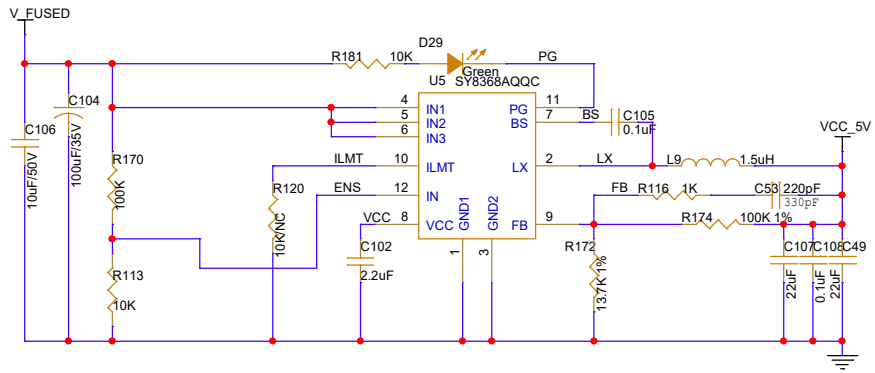 V_FUSED
D29
R181 10K
Green
PG
U5
SY8368AQQC
C104
100uF/35V
C106
10uF/50V
4 IN1
5 IN2
6 IN3
PG 11
BS 7
BS
C105
0.1uF
VCC_5V
R170
100K
ILMT
10 ILMT
LX 2
LX
L9
1.5uH
R120
10K/NC
ENS
12 IN
FB
R116 1K
C53 220pF
330pF
VCC
8 VCC
GND1
GND2
FB 9
R174 100K 1%
C102
2.2uF
1
3
R172
13.7K 1%
C107
22uF
C108
0.1uF
C49
22uF
R113
10K